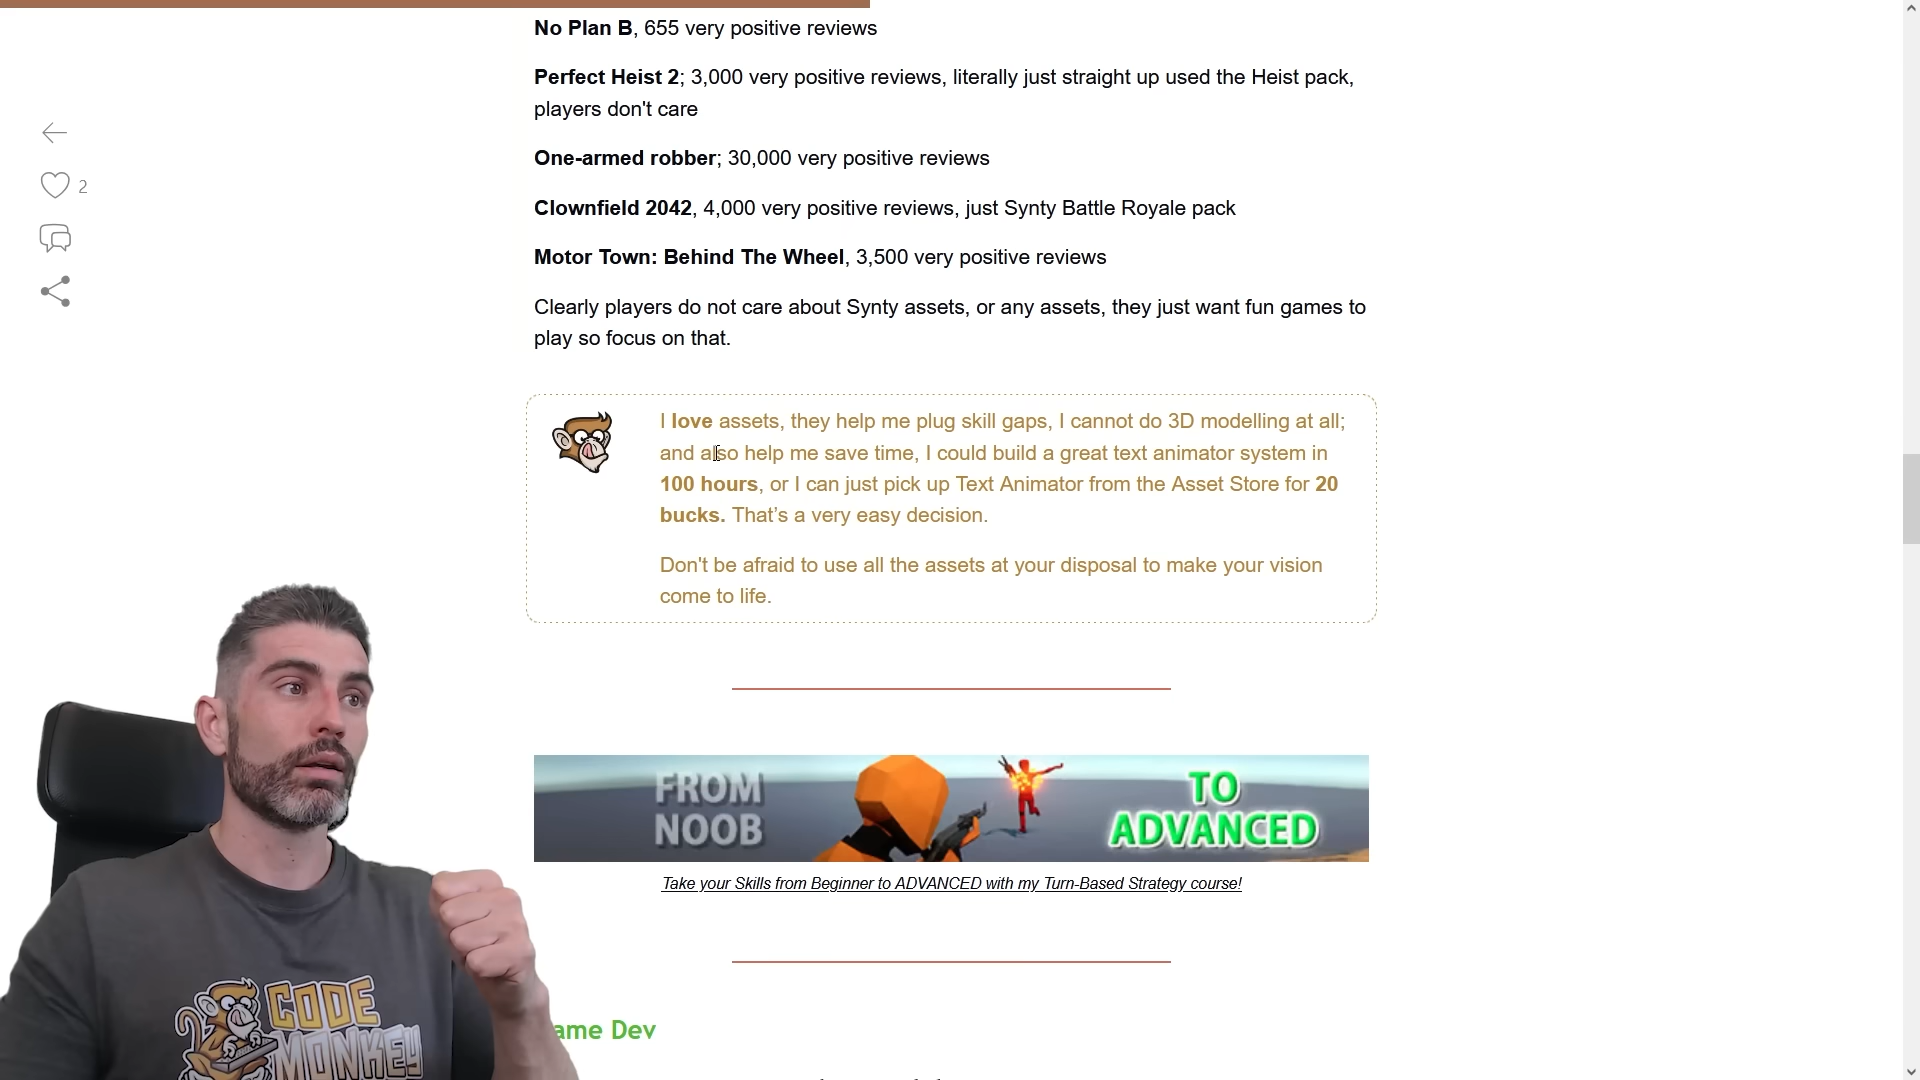 No Plan B, 655 very positive reviews
Perfect Heist 2; 3,000 very positive reviews, literally just straight up used the Heist pack,
players don't care
2
One-armed robber; 30,000 very positive reviews
Clownfield 2042, 4,000 very positive reviews, just Synty Battle Royale pack
Motor Town: Behind The Wheel, 3,500 very positive reviews
Clearly players do not care about Synty assets, or any assets, they just want fun games to
play so focus on that.
I love assets, they help me plug skill gaps, I cannot do 3D modelling at all;
and also help me save time, I could build a great text animator system in
100 hours, or I can just pick up Text Animator from the Asset Store for 20
bucks. That’s a very easy decision.
Don't be afraid to use all the assets at your disposal to make your vision
come to life.
FROM NOOB
TO ADVANCED
Take your Skills from Beginner to ADVANCED with my Turn-Based Strategy course!
ame Dev
CODE
MONKEY